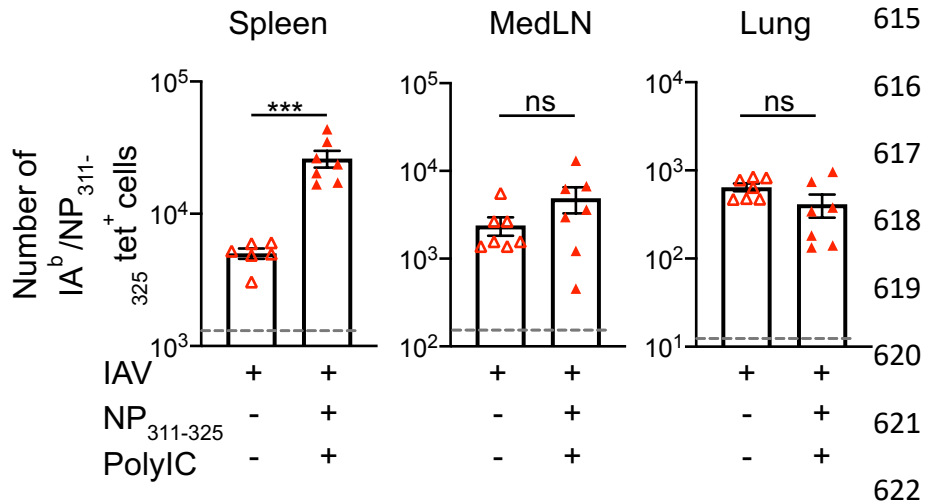 Spleen MedLN Lung 615
10^5 10^5 10^4 616
*** ns ns
617
10^4 10^4 10^3
Number of
IA^b/NP_311-
325 tet^+ cells
618
10^3 10^2
619
10^3 10^2 10^1 620
IAV + + + + + +
NP_311-325 - + - + - + 621
PolyIC - + - + - +
622